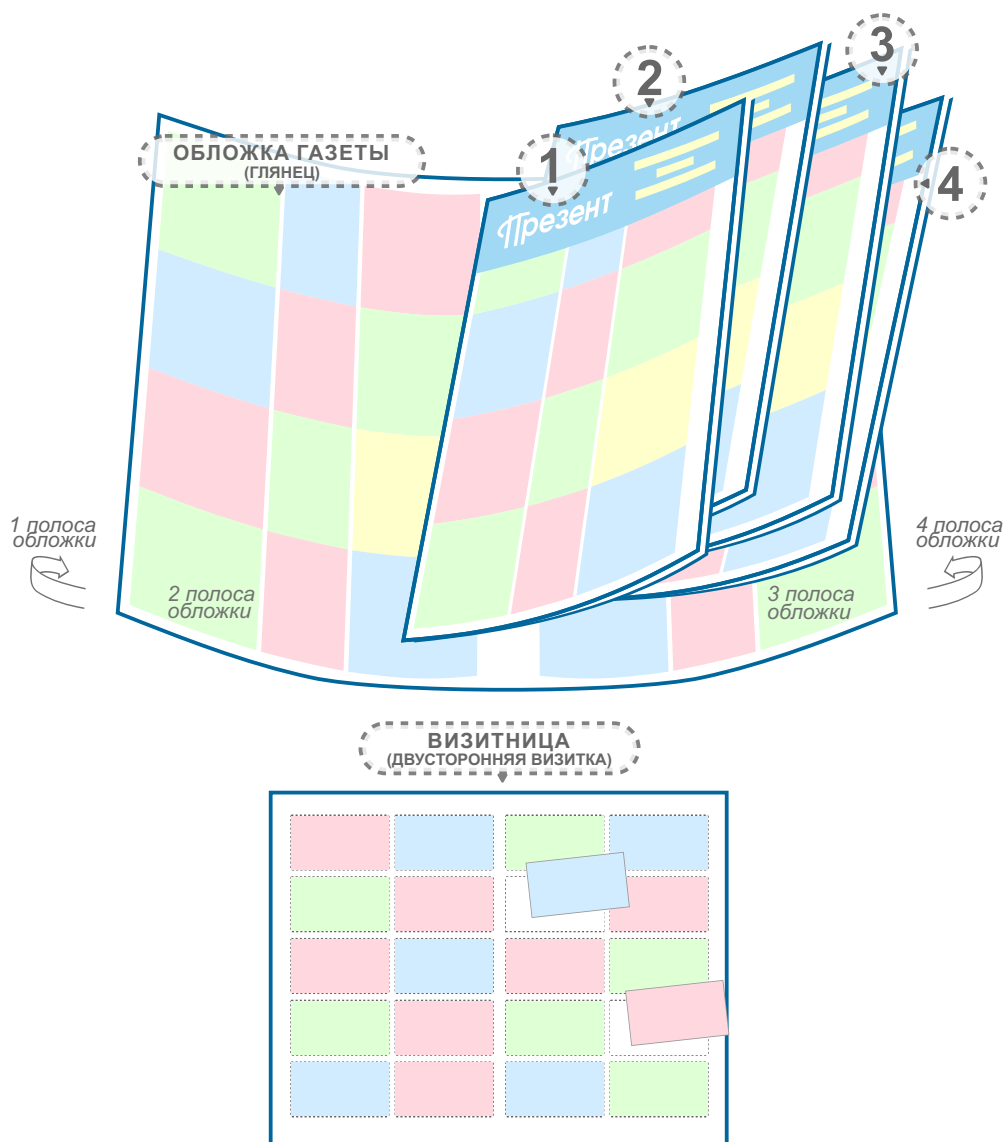 2
3
ОБЛОЖКА ГАЗЕТЫ
(ГЛЯНЕЦ)
1
Презент
4
Презент
1 полоса
обложки
4 полоса
обложки
2 полоса
обложки
3 полоса
обложки
ВИЗИТНИЦА
(ДВУСТОРОННЯЯ ВИЗИТКА)